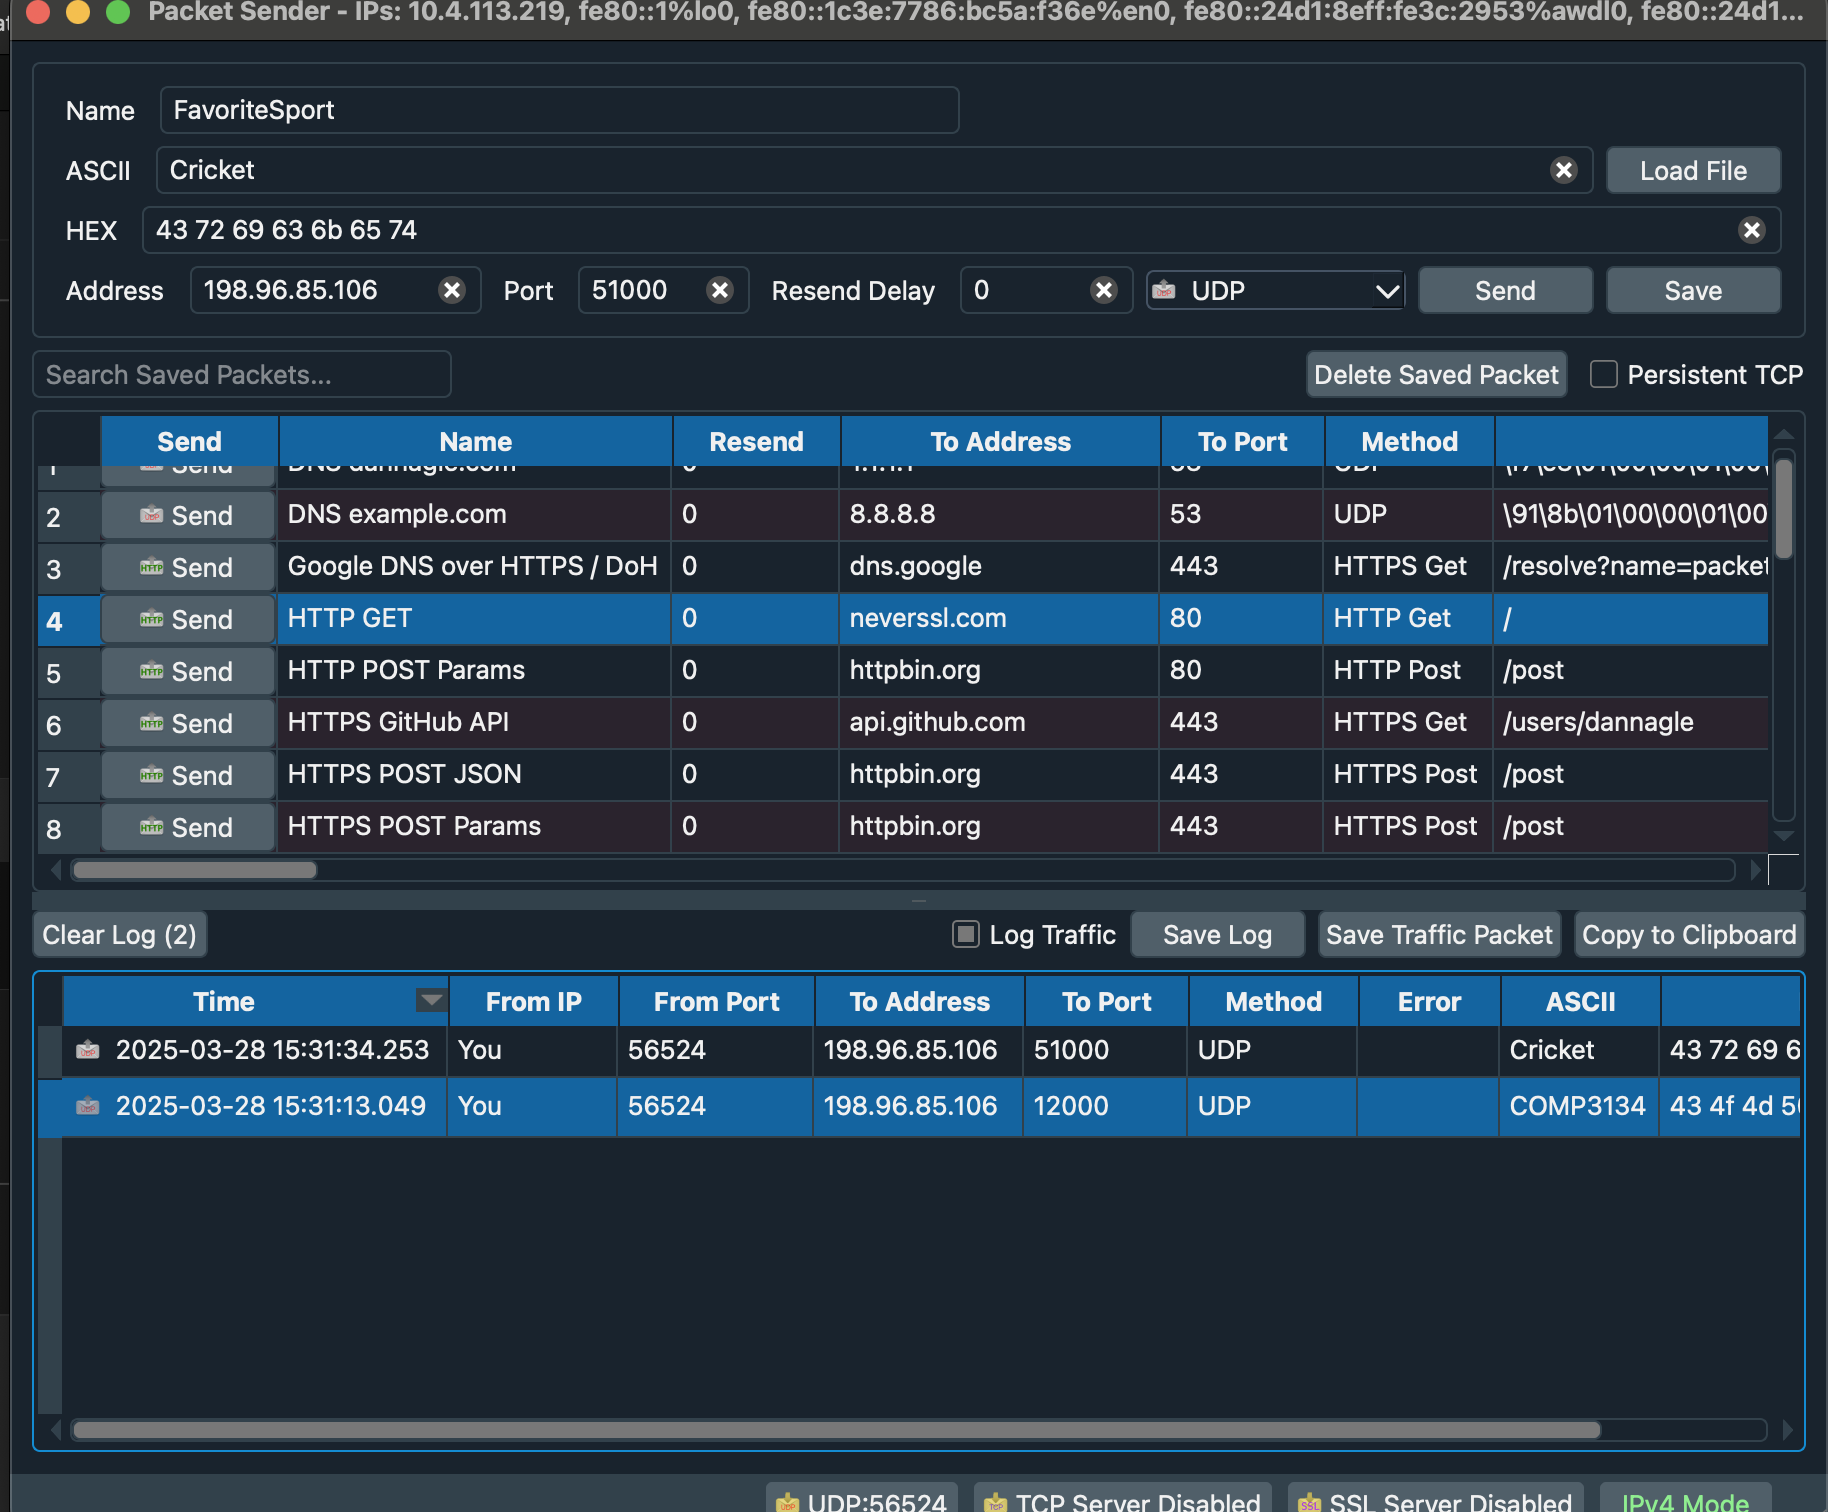 Packet Sender - IPs: 10.4.113.219, fe80::1%lo0, fe80::1c3e:7786:bc5a:f36e%en0, fe80::24d1:8eff:fe3c:2953%awdl0, fe80::24d1...
Name FavoriteSport
ASCII Cricket Load File
HEX 43 72 69 63 6b 65 74
Address 198.96.85.106 Port 51000 Resend Delay 0 UDP Send Save
Search Saved Packets... Delete Saved Packet Persistent TCP
Send Name Resend To Address To Port Method
1 Send DNS dannagle.com 0 1.1.1.1 53 UDP
2 Send DNS example.com 0 8.8.8.8 53 UDP \91\8b\01\00\00\01\00
3 Send Google DNS over HTTPS / DoH 0 dns.google 443 HTTPS Get /resolve?name=packet
4 Send HTTP GET 0 neverssl.com 80 HTTP Get /
5 Send HTTP POST Params 0 httpbin.org 80 HTTP Post /post
6 Send HTTPS GitHub API 0 api.github.com 443 HTTPS Get /users/dannagle
7 Send HTTPS POST JSON 0 httpbin.org 443 HTTPS Post /post
8 Send HTTPS POST Params 0 httpbin.org 443 HTTPS Post /post
Clear Log (2) Log Traffic Save Log Save Traffic Packet Copy to Clipboard
Time From IP From Port To Address To Port Method Error ASCII
2025-03-28 15:31:34.253 You 56524 198.96.85.106 51000 UDP Cricket 43 72 69 6
2025-03-28 15:31:13.049 You 56524 198.96.85.106 12000 UDP COMP3134 43 4f 4d 50
UDP:56524 TCP Server Disabled SSL Server Disabled IPv4 Mode